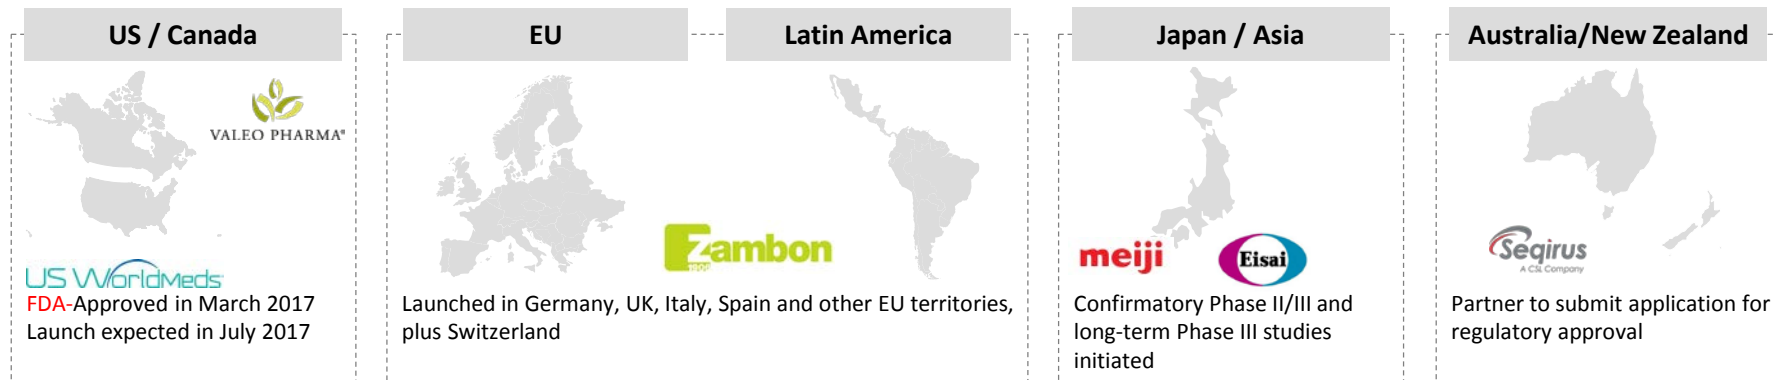 US / Canada
VALEO PHARMA®
US WorldMeds
FDA-Approved in March 2017
Launch expected in July 2017
EU
Latin America
Zambon
1906
Launched in Germany, UK, Italy, Spain and other EU territories,
plus Switzerland
Japan / Asia
meiji
Eisai
Confirmatory Phase II/III and
long-term Phase III studies
initiated
Australia/New Zealand
Seqirus
A CSL Company
Partner to submit application for
regulatory approval